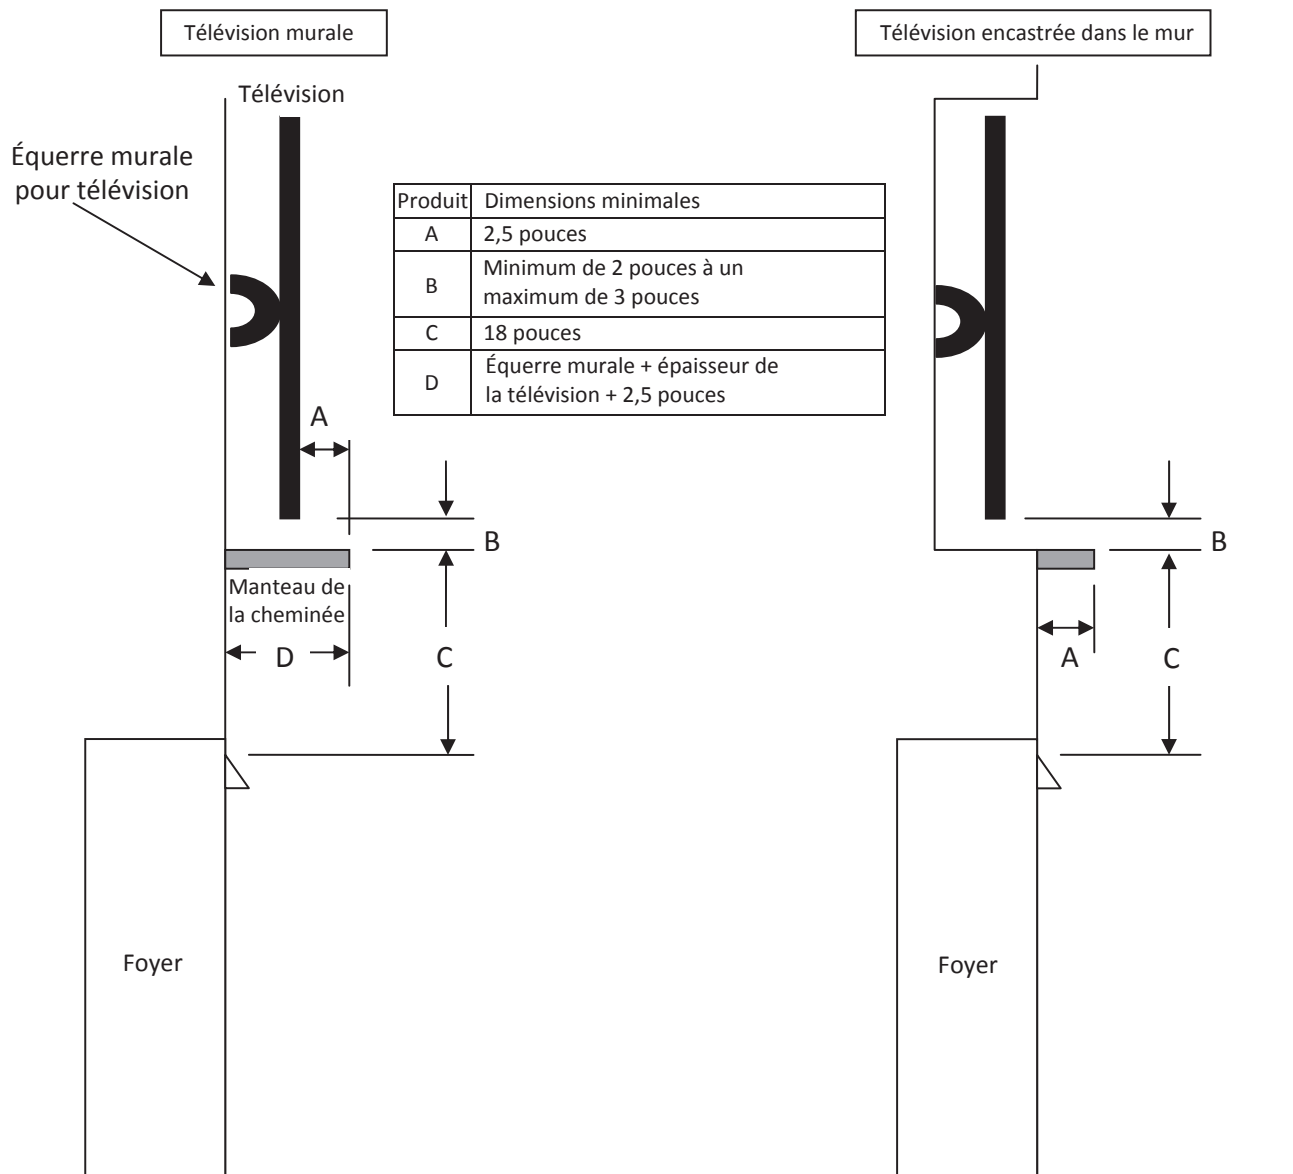 Télévision murale
Télévision encastrée dans le mur
Télévision
Équerre murale
pour télévision
Produit Dimensions minimales
A 2,5 pouces
B Minimum de 2 pouces à un
maximum de 3 pouces
C 18 pouces
D Équerre murale + épaisseur de
la télévision + 2,5 pouces
A
B
Manteau de
la cheminée
D
C
B
A
C
Foyer
Foyer